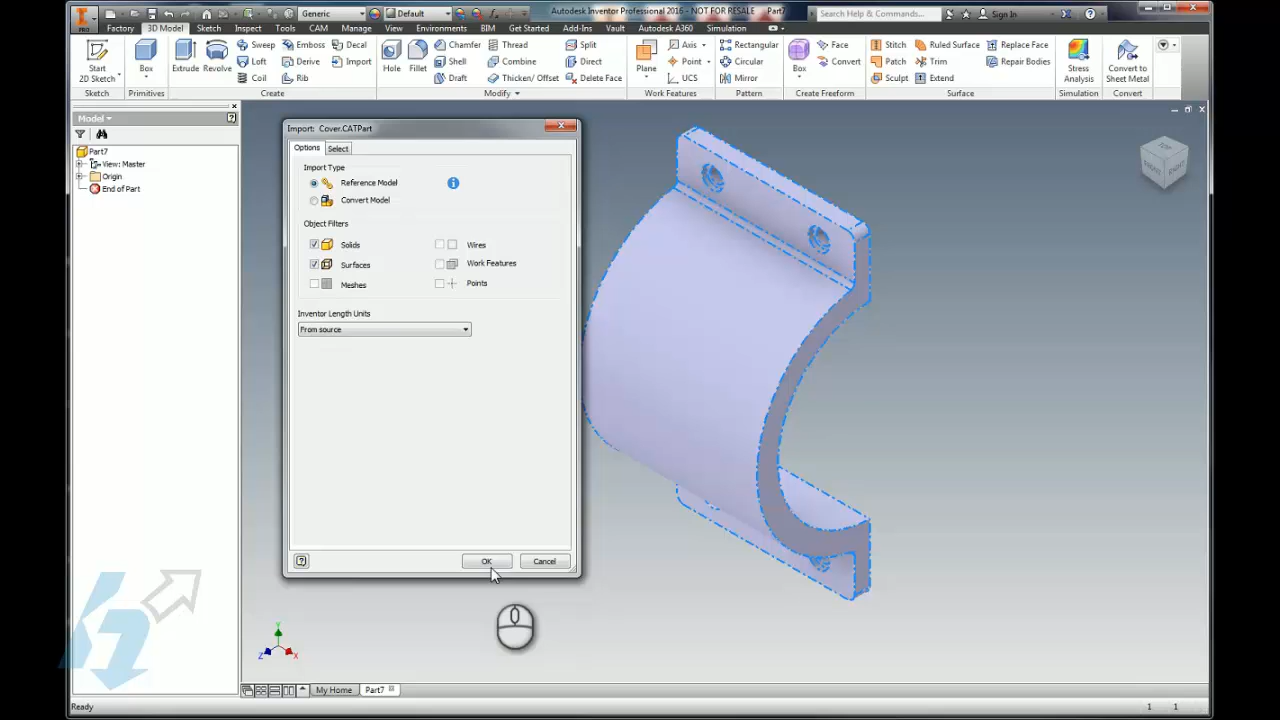 Generic
Default
Autodesk Inventor Professional 2016 - NOT FOR RESALE Part7
Search Help & Commands...
Sign In
PRO
Factory 3D Model Sketch Inspect Tools CAM Manage View Environments BIM Get Started Add-Ins Vault Autodesk A360 Simulation
Start
2D Sketch
Box
Extrude
Revolve
Sweep
Loft
Coil
Emboss
Derive
Rib
Decal
Import
Hole
Fillet
Chamfer
Shell
Draft
Thread
Combine
Thicken/ Offset
Split
Direct
Delete Face
Plane
Axis
Point
UCS
Rectangular
Circular
Mirror
Box
Face
Convert
Stitch
Patch
Sculpt
Ruled Surface
Trim
Extend
Replace Face
Repair Bodies
Stress
Analysis
Convert to
Sheet Metal
Sketch Primitives Create Modify Work Features Pattern Create Freeform Surface Simulation Convert
Model
Part7
View: Master
Origin
End of Part
Import: Cover.CATPart
Options Select
Import Type
Reference Model
Convert Model
Object Filters
Solids
Wires
Surfaces
Work Features
Meshes
Points
Inventor Length Units
From source
OK Cancel
TOP
FRONT
RIGHT
Y
Z
X
My Home Part7
Ready
1 1